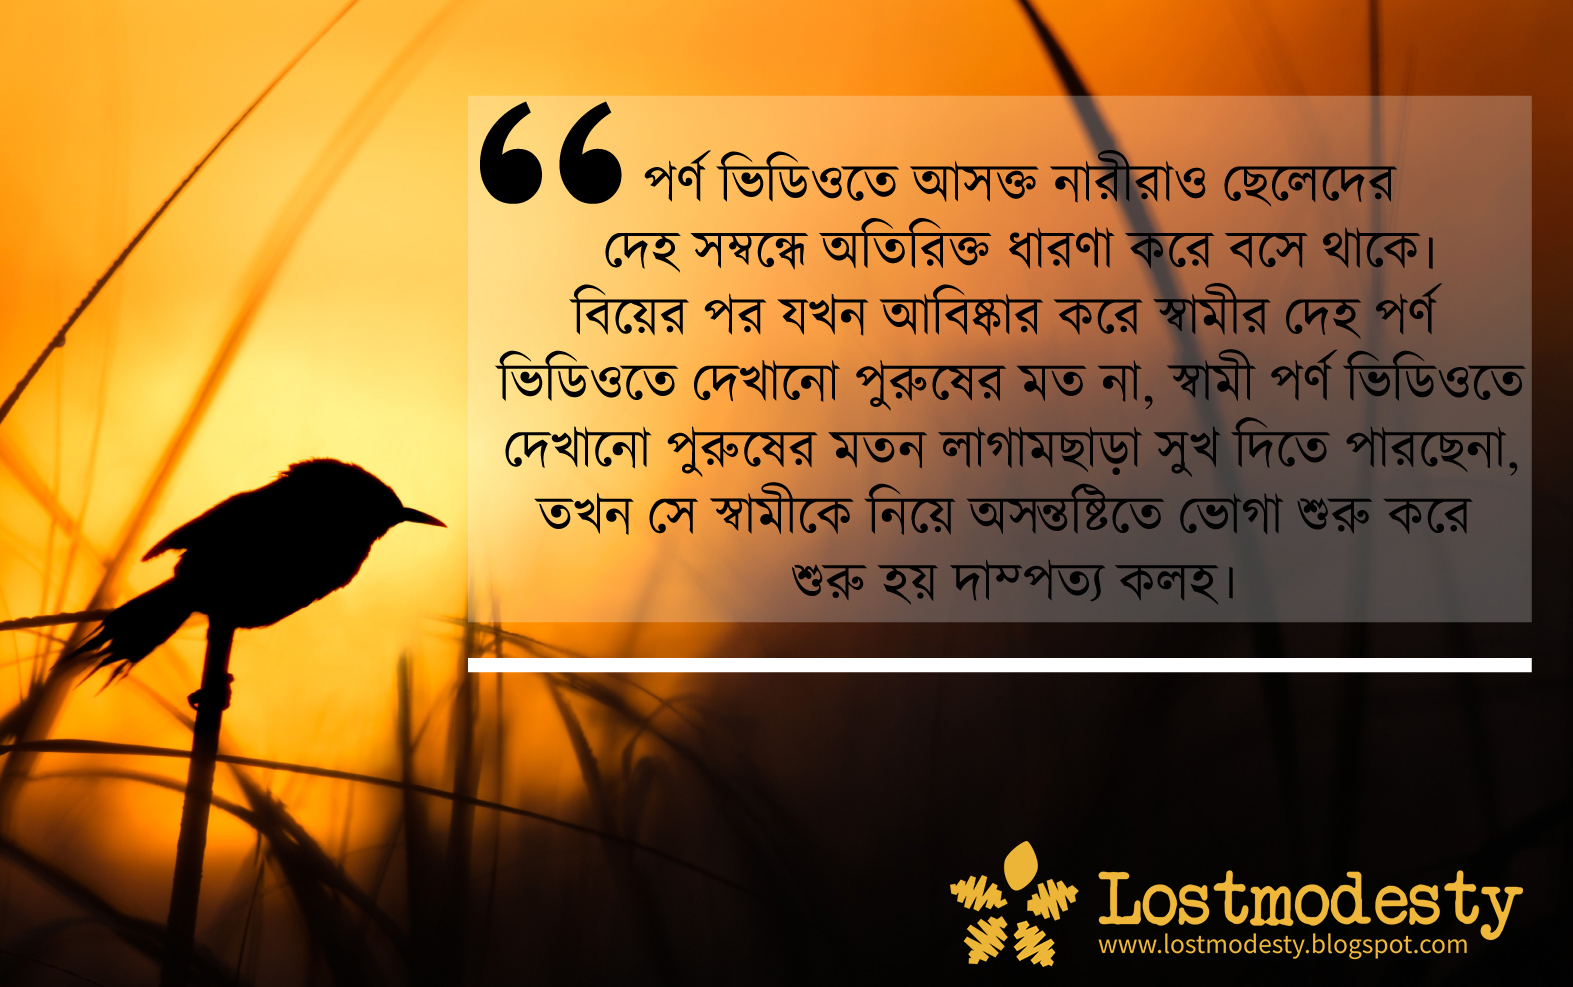 “ পর্ণ ভিডিওতে আসক্ত নারীরাও ছেলেদের
দেহ সম্বন্ধে অতিরিক্ত ধারণা করে বসে থাকে।
বিয়ের পর যখন আবিষ্কার করে স্বামীর দেহ পর্ণ
ভিডিওতে দেখানো পুরুষের মত না, স্বামী পর্ণ ভিডিওতে
দেখানো পুরুষের মতন লাগামছাড়া সুখ দিতে পারছেনা,
তখন সে স্বামীকে নিয়ে অসন্তষ্টিতে ভোগা শুরু করে
শুরু হয় দাম্পত্য কলহ।
Lostmodesty
www.lostmodesty.blogspot.com